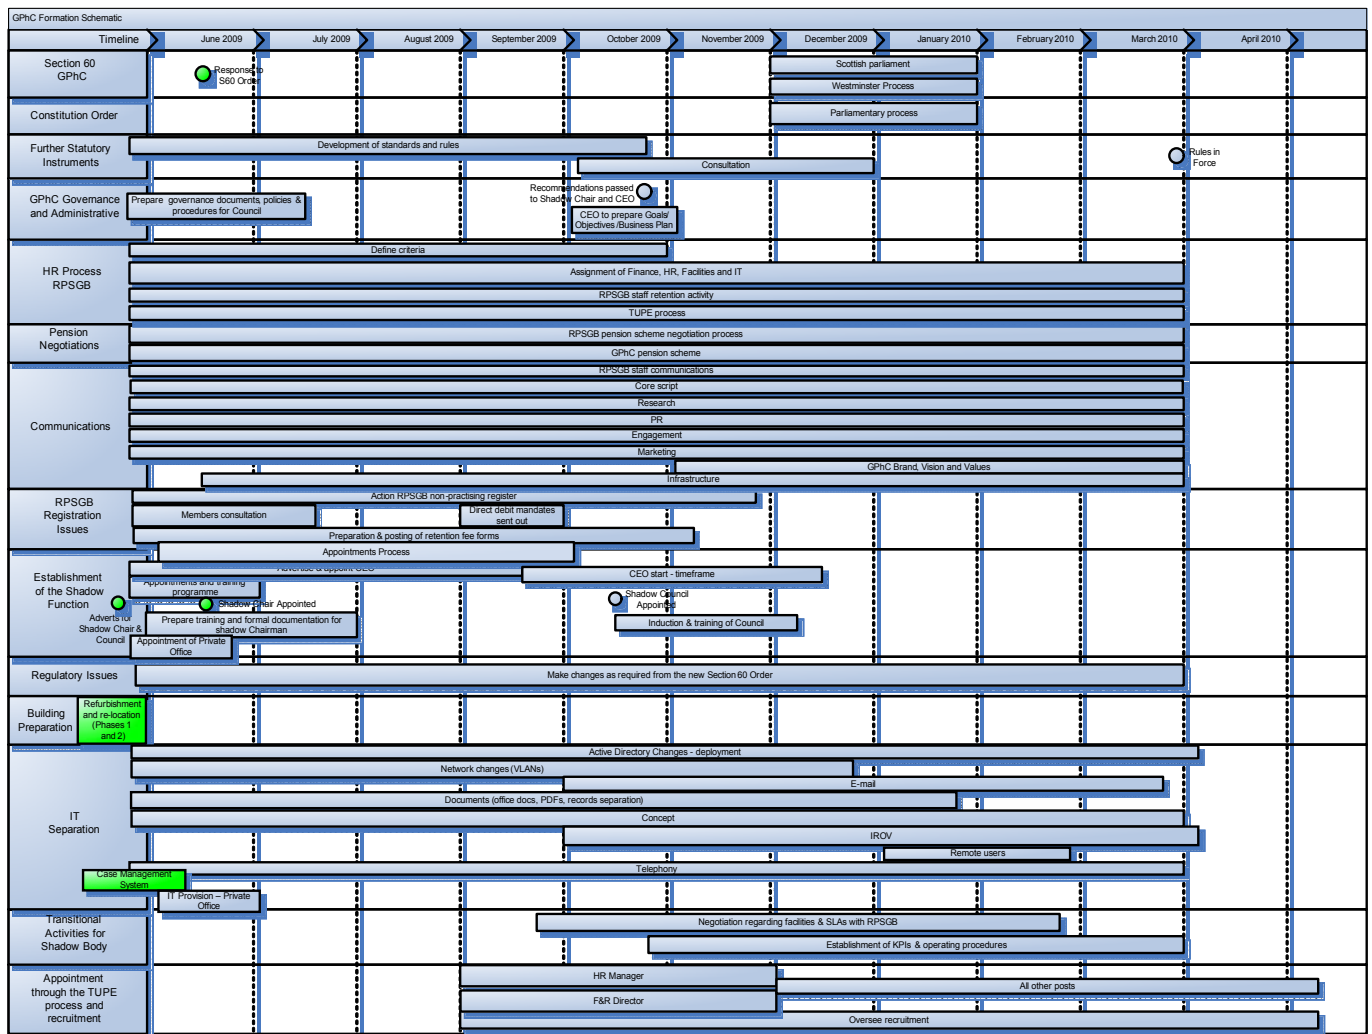 GPhC Formation Schematic
Timeline
June 2009
July 2009
August 2009
September 2009
October 2009
November 2009
December 2009
January 2010
February 2010
March 2010
April 2010
Section 60
GPhC
Response to
S60 Order
Scottish parliament
Westminster Process
Constitution Order
Parliamentary process
Further Statutory
Instruments
Development of standards and rules
Consultation
Rules in
Force
GPhC Governance
and Administrative
Prepare governance documents, policies &
procedures for Council
Recommendations passed
to Shadow Chair and CEO
CEO to prepare Goals/
Objectives /Business Plan
HR Process
RPSGB
Define criteria
Assignment of Finance, HR, Facilities and IT
RPSGB staff retention activity
TUPE process
Pension
Negotiations
RPSGB pension scheme negotiation process
GPhC pension scheme
Communications
RPSGB staff communications
Core script
Research
PR
Engagement
Marketing
GPhC Brand, Vision and Values
Infrastructure
RPSGB
Registration
Issues
Action RPSGB non-practising register
Members consultation
Direct debit mandates
sent out
Preparation & posting of retention fee forms
Appointments Process
Establishment
of the Shadow
Function
Advertise & appoint CEO
CEO start - timeframe
Appointments and training
programme
Adverts for
Shadow Chair &
Council
Shadow Chair Appointed
Shadow Council
Appointed
Prepare training and formal documentation for
shadow Chairman
Induction & training of Council
Appointment of Private
Office
Regulatory Issues
Make changes as required from the new Section 60 Order
Building
Preparation
Refurbishment
and re-location
(Phases 1
and 2)
IT
Separation
Active Directory Changes - deployment
Network changes (VLANs)
E-mail
Documents (office docs, PDFs, records separation)
Concept
IROV
Remote users
Telephony
Case Management
System
IT Provision – Private
Office
Transitional
Activities for
Shadow Body
Negotiation regarding facilities & SLAs with RPSGB
Establishment of KPIs & operating procedures
Appointment
through the TUPE
process and
recruitment
HR Manager
All other posts
F&R Director
Oversee recruitment